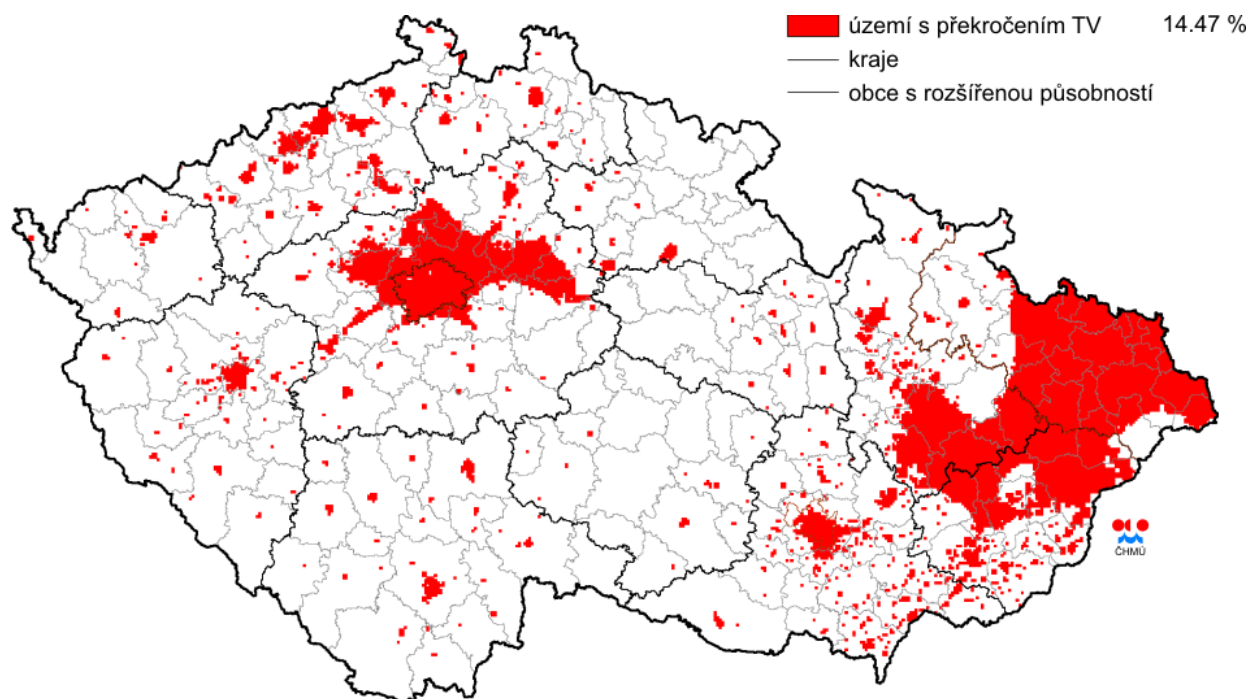 území s překročením TV 14.47 %
kraje
obce s rozšířenou působností
ČHMÚ